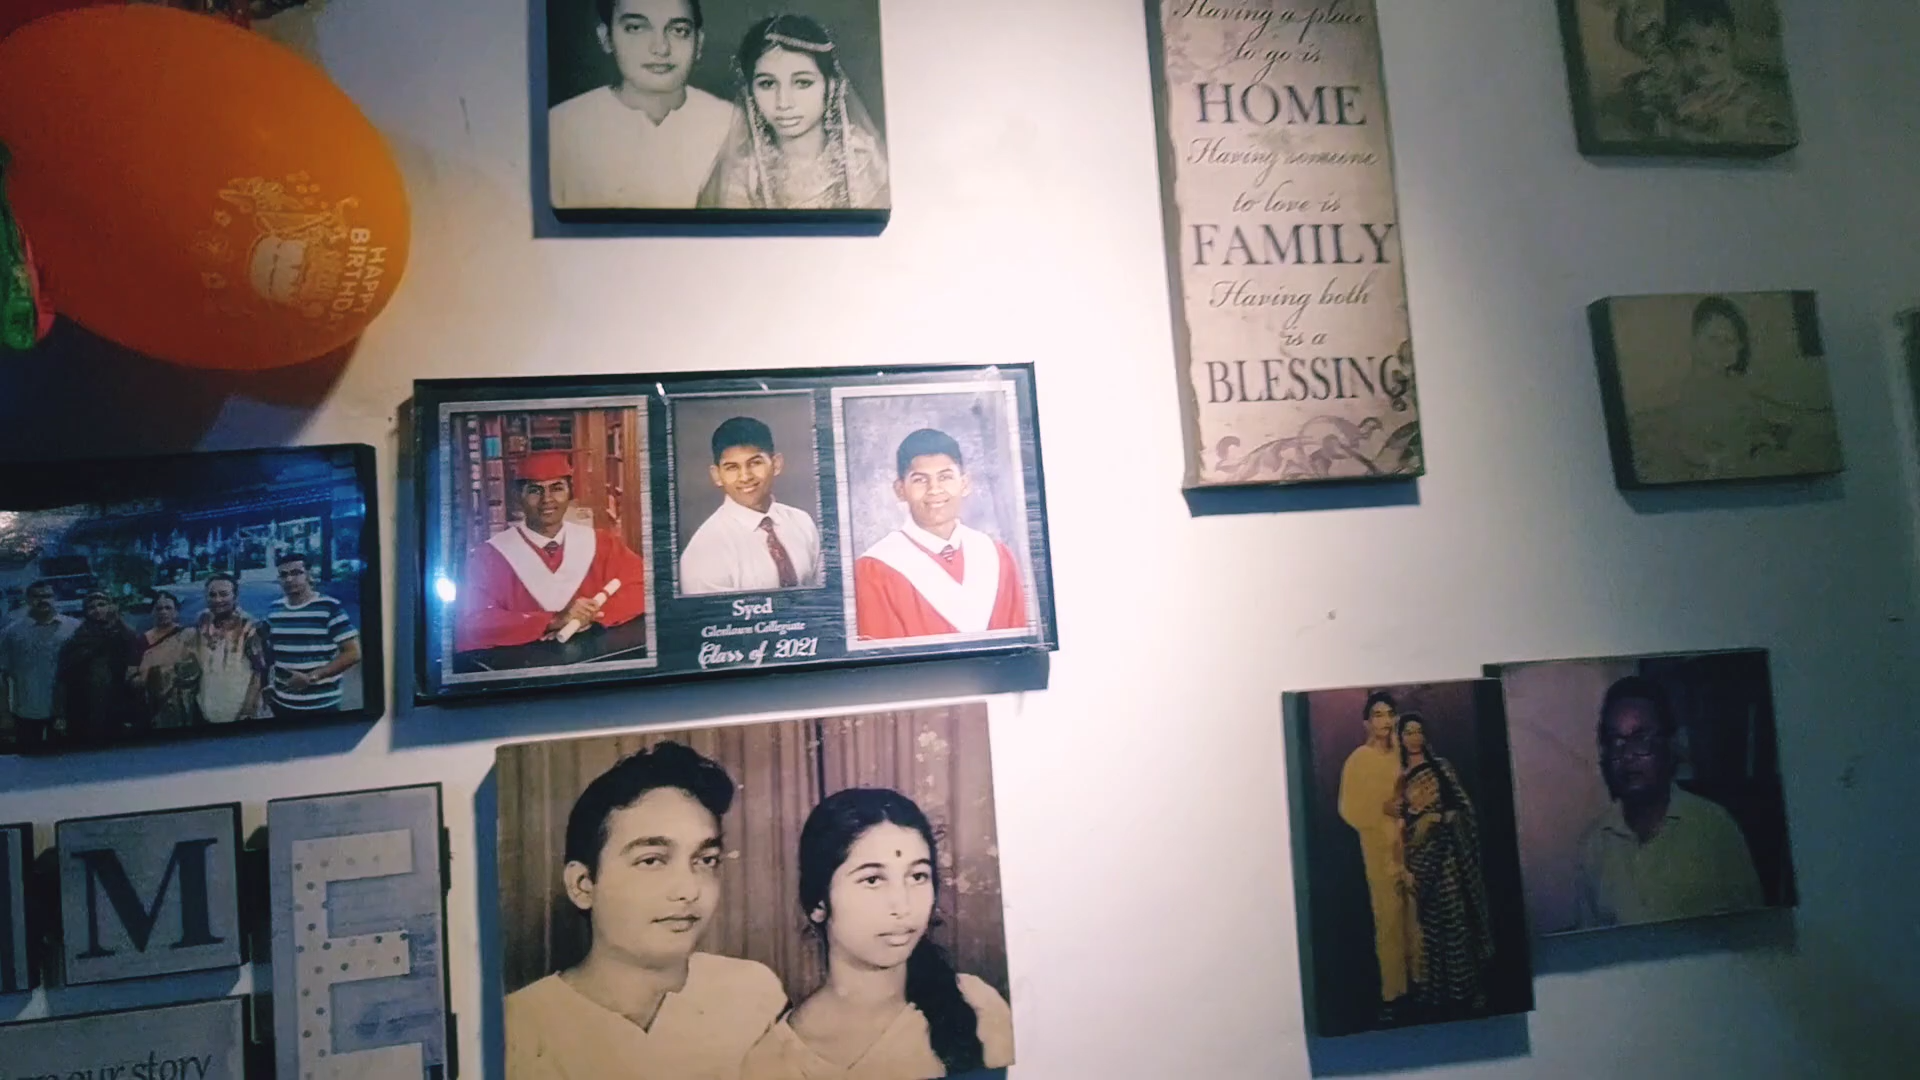 Having a place
to go is
HOME
Having someone
to love is
FAMILY
Having both
is a
BLESSING
HAPPY
BIRTHDAY
Syed
Glenlawn Collegiate
Class of 2021
M
E
our story